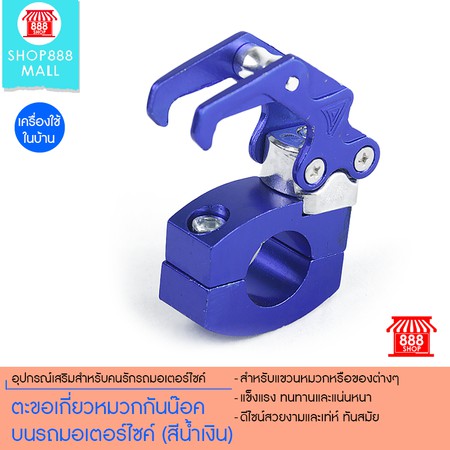 888
SHOP
SHOP888
MALL
เครื่องใช้
ในบ้าน
888
SHOP
อุปกรณ์เสริมสำหรับคนรักรถมอเตอร์ไซค์
ตะขอเกี่ยวหมวกกันน๊อค
บนรถมอเตอร์ไซค์ (สีน้ำเงิน)
- สำหรับแขวนหมวกหรือของต่างๆ
- แข็งแรง ทนทานและแน่นหนา
- ดีไซน์สวยงามและเท่ห์ ทันสมัย